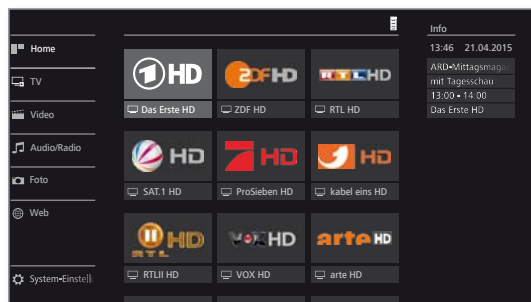 Info
Home
13:46 21.04.2015
ARD-Mittagsmaga
mit Tagesschau
13:00 - 14:00
Das Erste HD
TV
Video
Audio/Radio
Foto
Web
System-Einstell
1 HD
ZDF HD
RTL HD
Das Erste HD
ZDF HD
RTL HD
HD
HD
HD
SAT.1 HD
ProSieben HD
kabel eins HD
RTL II HD
VOX HD
arte HD
RTLII HD
VOX HD
arte HD